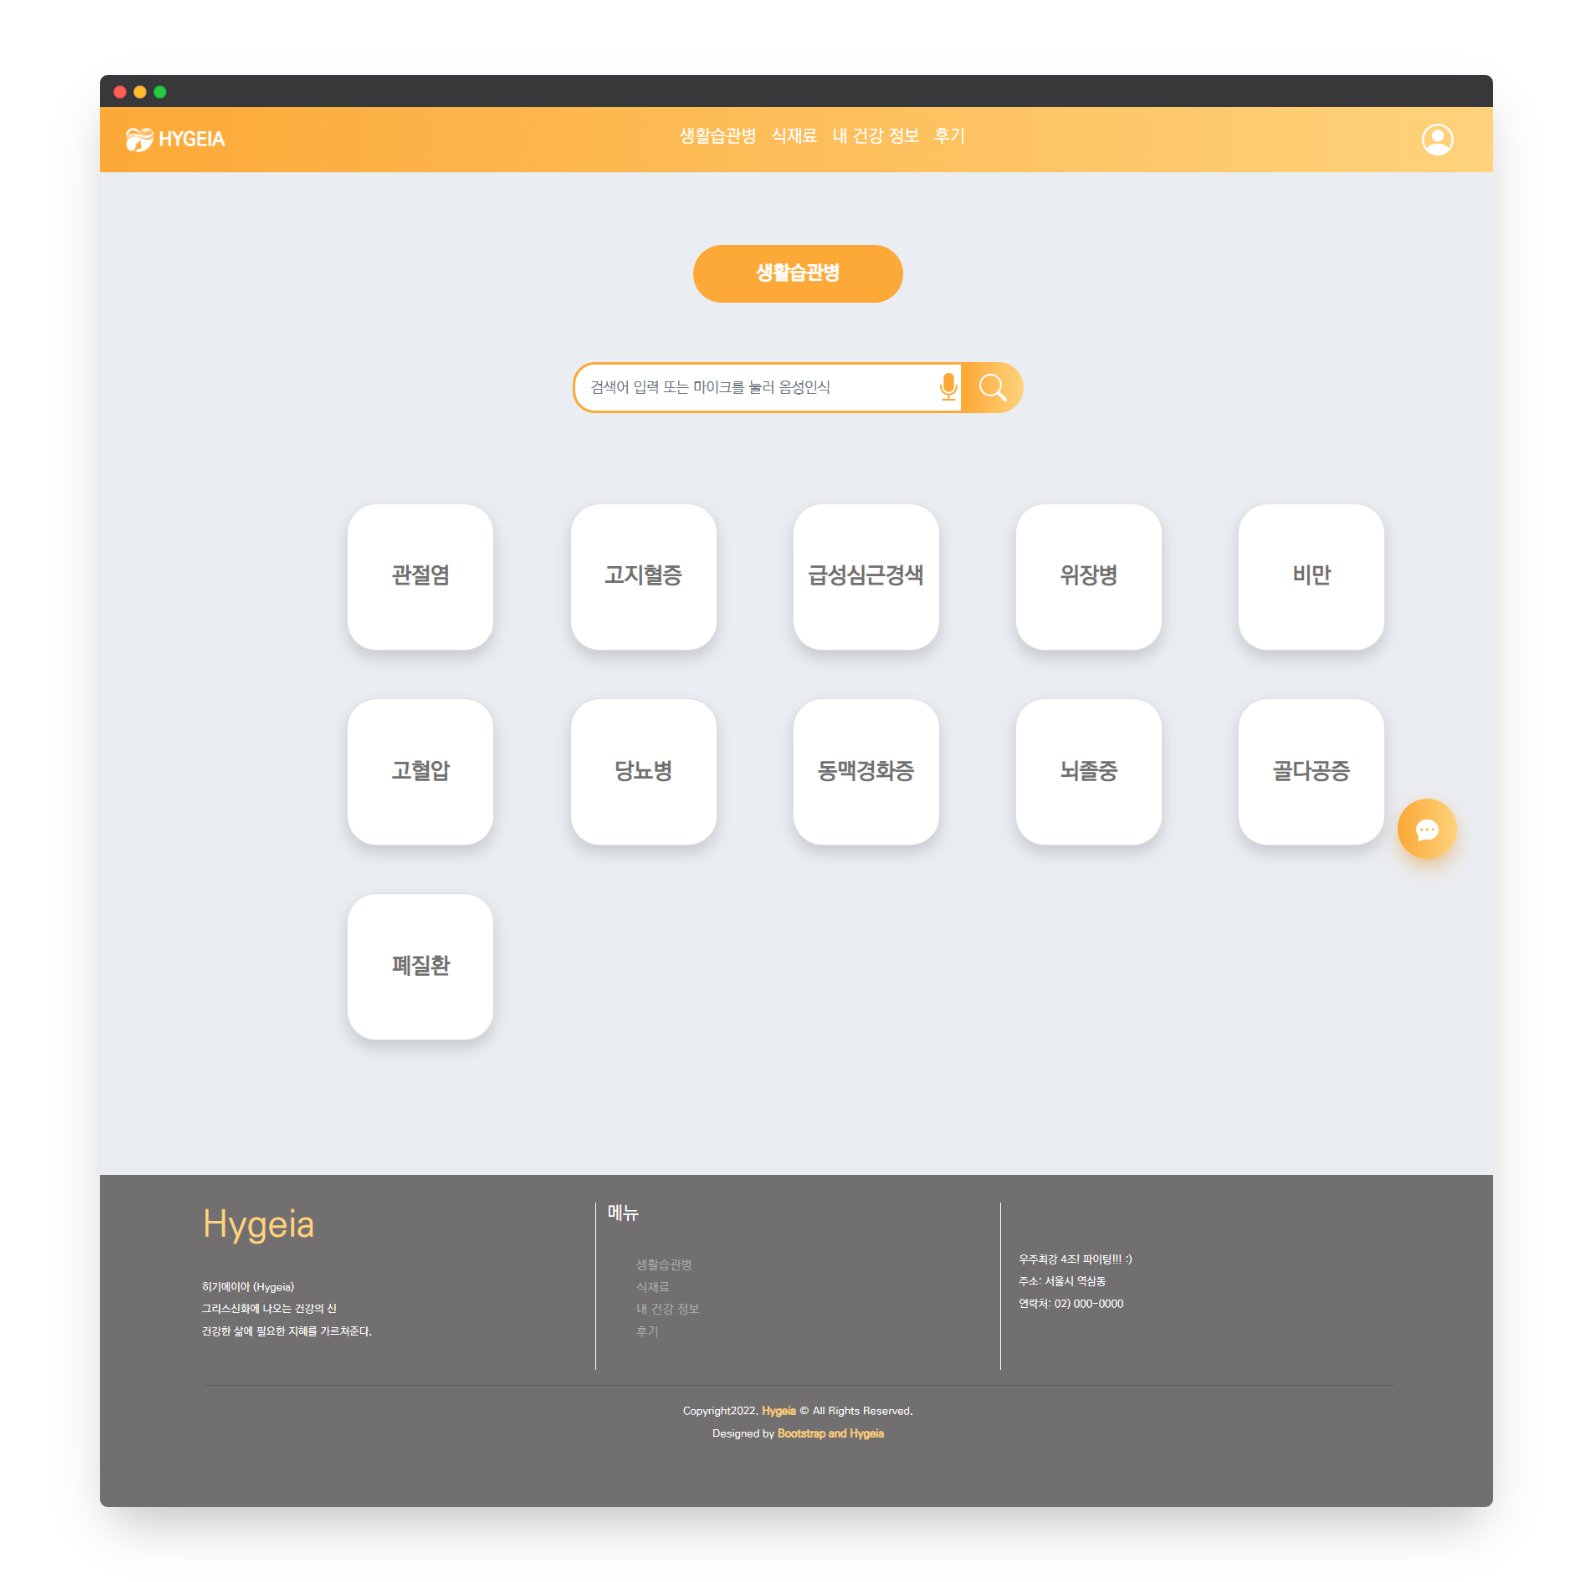 HYGEIA
생활습관병 식재료 내 건강 정보 후기
생활습관병
검색어 입력 또는 마이크를 눌러 음성인식
관절염 고지혈증 급성심근경색 위장병 비만
고혈압 당뇨병 동맥경화증 뇌졸중 골다공증
폐질환
Hygeia
히기에이아 (Hygeia)
그리스신화에 나오는 건강의 신
건강한 삶에 필요한 지혜를 가르쳐준다.
메뉴
생활습관병
식재료
내 건강 정보
후기
우주최강 4조! 파이팅!!! :)
주소: 서울시 역삼동
연락처: 02) 000-0000
Copyright2022. Hygeia © All Rights Reserved.
Designed by Bootstrap and Hygeia